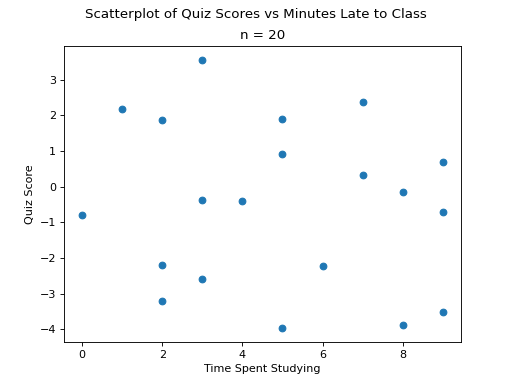 Scatterplot of Quiz Scores vs Minutes Late to Class
n = 20
3
2
1
0
−1
−2
−3
−4
Quiz Score
0 2 4 6 8
Time Spent Studying